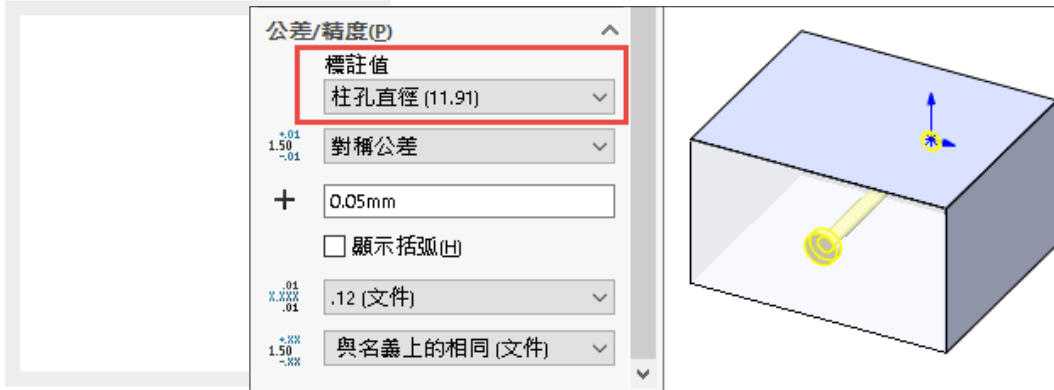 公差/精度(P)
標註值
柱孔直徑 (11.91)
+.01
1.50
-.01
對稱公差
0.05mm
顯示括弧(H)
.01
X.XXX
.01
.12 (文件)
+.XX
1.50
-.XX
與名義上的相同 (文件)